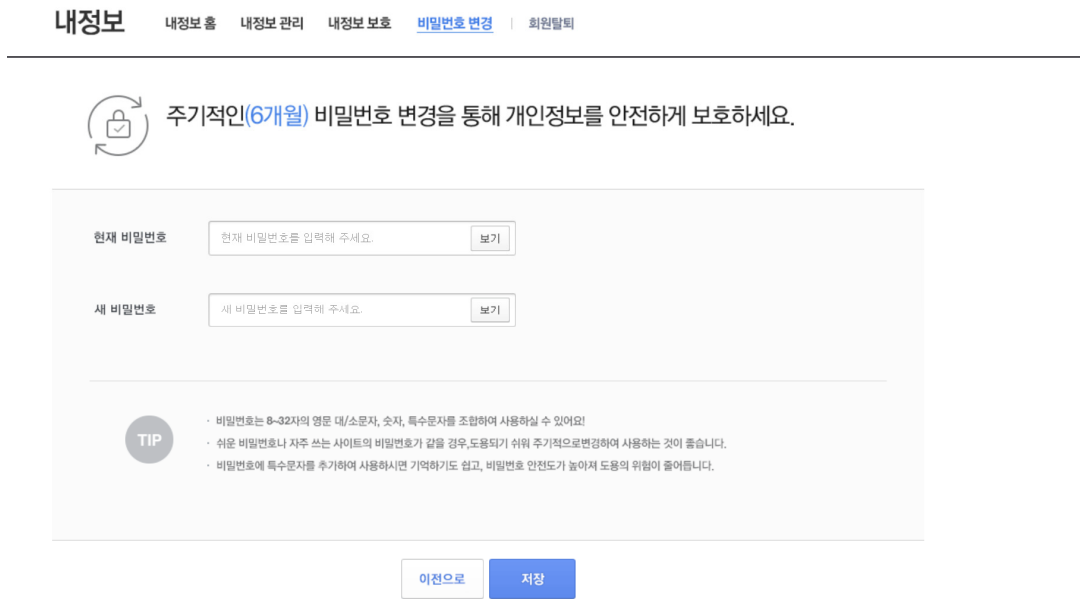 내정보 내정보 홈 내정보 관리 내정보 보호 비밀번호 변경 | 회원탈퇴
주기적인(6개월) 비밀번호 변경을 통해 개인정보를 안전하게 보호하세요.
현재 비밀번호 현재 비밀번호를 입력해 주세요. 보기
새 비밀번호 새 비밀번호를 입력해 주세요. 보기
TIP
· 비밀번호는 8~32자의 영문 대/소문자, 숫자, 특수문자를 조합하여 사용하실 수 있어요!
· 쉬운 비밀번호나 자주 쓰는 사이트의 비밀번호가 같을 경우,도용되기 쉬워 주기적으로변경하여 사용하는 것이 좋습니다.
· 비밀번호에 특수문자를 추가하여 사용하시면 기억하기도 쉽고, 비밀번호 안전도가 높아져 도용의 위험이 줄어듭니다.
이전으로 저장